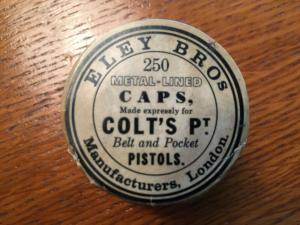 ELEY BROS
250
METAL-LINED
CAPS,
Made expressly for
COLT'S PT.
Belt and Pocket
PISTOLS.
Manufacturers, London.